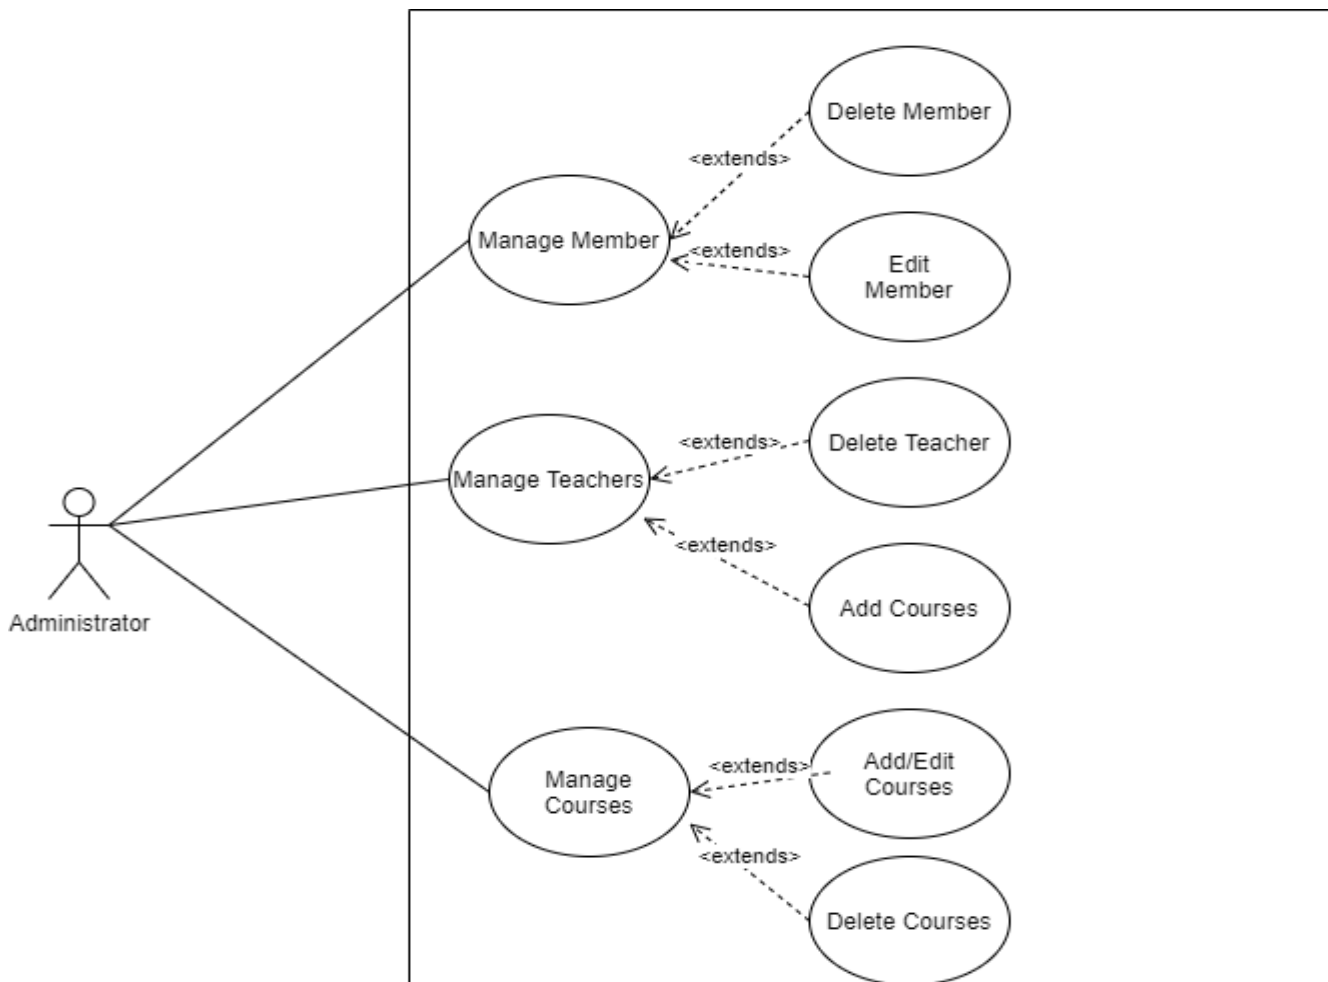 Delete Member
<extends>
Manage Member
<extends>
Edit
Member
Delete Teacher
<extends>
Manage Teachers
<extends>
Add Courses
Administrator
Add/Edit
Courses
<extends>
Manage
Courses
<extends>
Delete Courses